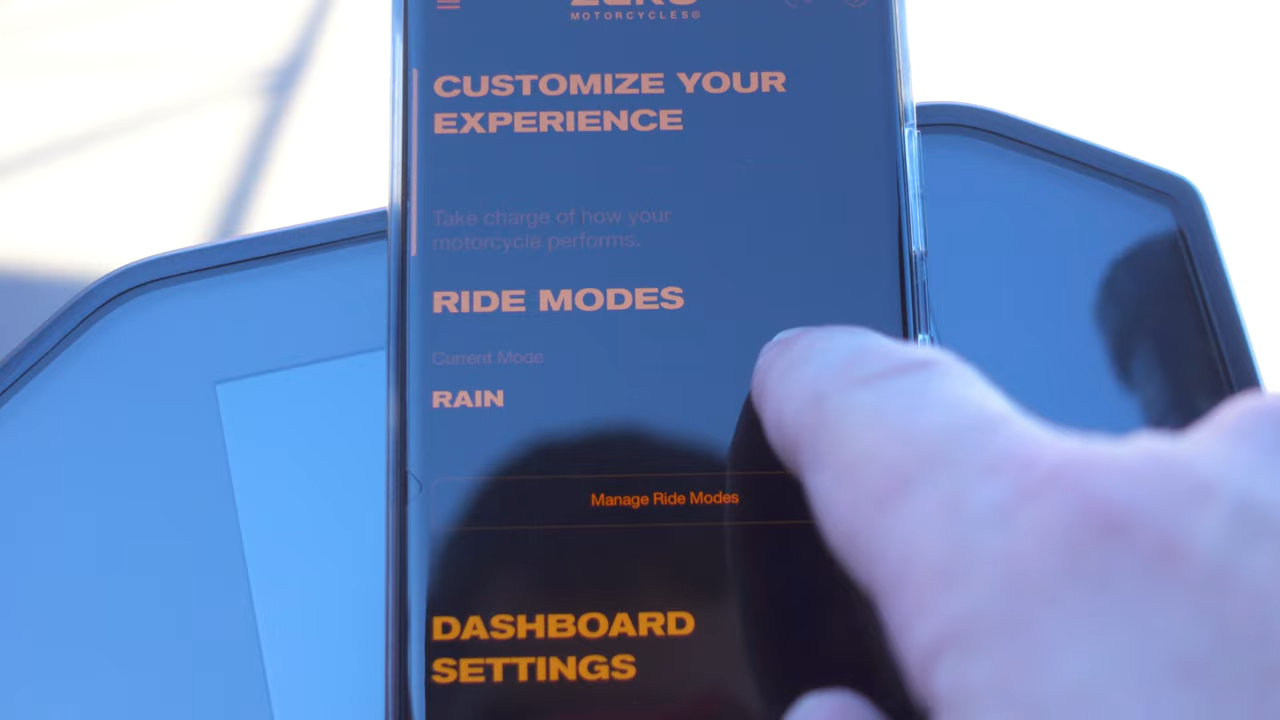 MOTORCYCLES®
CUSTOMIZE YOUR
EXPERIENCE
Take charge of how your
motorcycle performs.
RIDE MODES
Current Mode
RAIN
Manage Ride Modes
DASHBOARD
SETTINGS